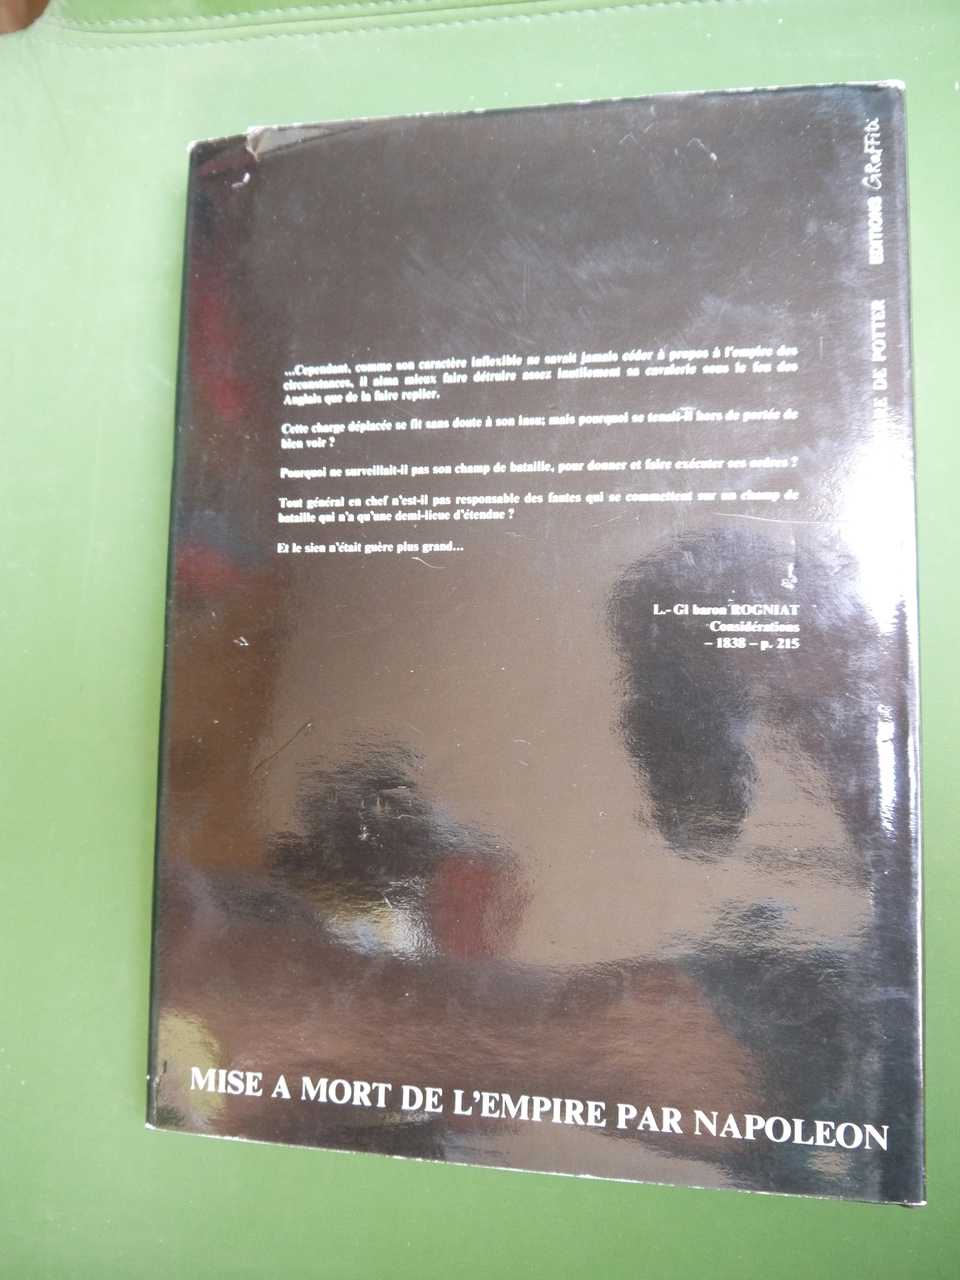 ...Cependant, comme son caractère inflexible ne savait jamais céder à propos à l'empire des
circonstances, il aima mieux faire détruire assez inutilement sa cavalerie sous le feu des
Anglais que de la faire replier.
Cette charge déplacée se fit sans doute à son insu; mais pourquoi se tenait-il hors de portée de
bien voir ?
Pourquoi ne surveillait-il pas son champ de bataille, pour donner et faire exécuter ses ordres ?
Tout général en chef n'est-il pas responsable des fautes qui se commettent sur un champ de
bataille qui n'a qu'une demi-lieue d'étendue ?
Et le sien n'était guère plus grand...
L.- Gl baron ROGNIAT
Considérations
– 1838 – p. 215
MISE A MORT DE L'EMPIRE PAR NAPOLEON
RE DE POTTER
EDITIONS GRaFFiti